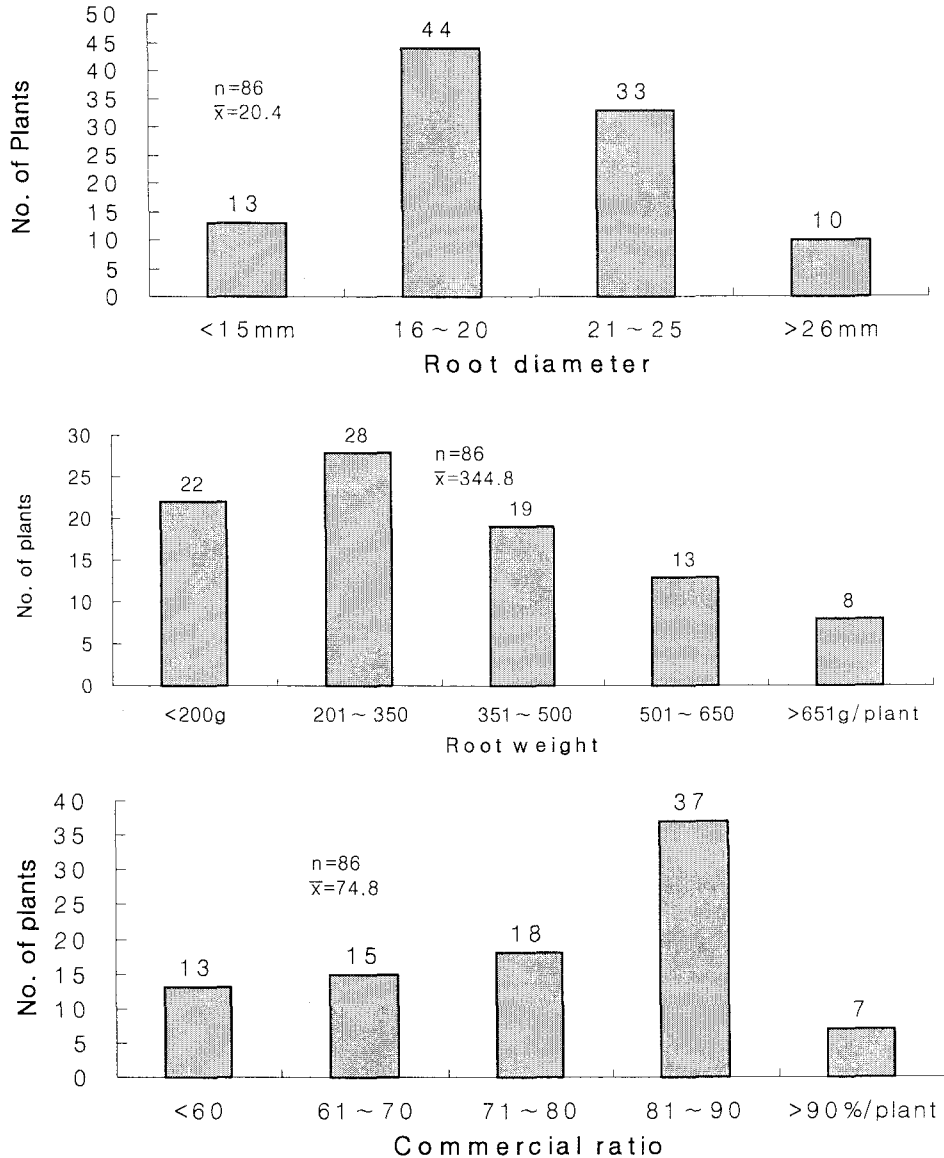 50
45
40
35
30
25
20
15
10
5
0
No. of Plants
n=86
x̄=20.4
13
44
33
10
<15mm 16~20 21~25 >26mm
Root diameter
30
25
20
15
10
5
0
No. of plants
n=86
x̄=344.8
22
28
19
13
8
<200g 201~350 351~500 501~650 >651g/plant
Root weight
40
35
30
25
20
15
10
5
0
No. of plants
n=86
x̄=74.8
13
15
18
37
7
<60 61~70 71~80 81~90 >90%/plant
Commercial ratio